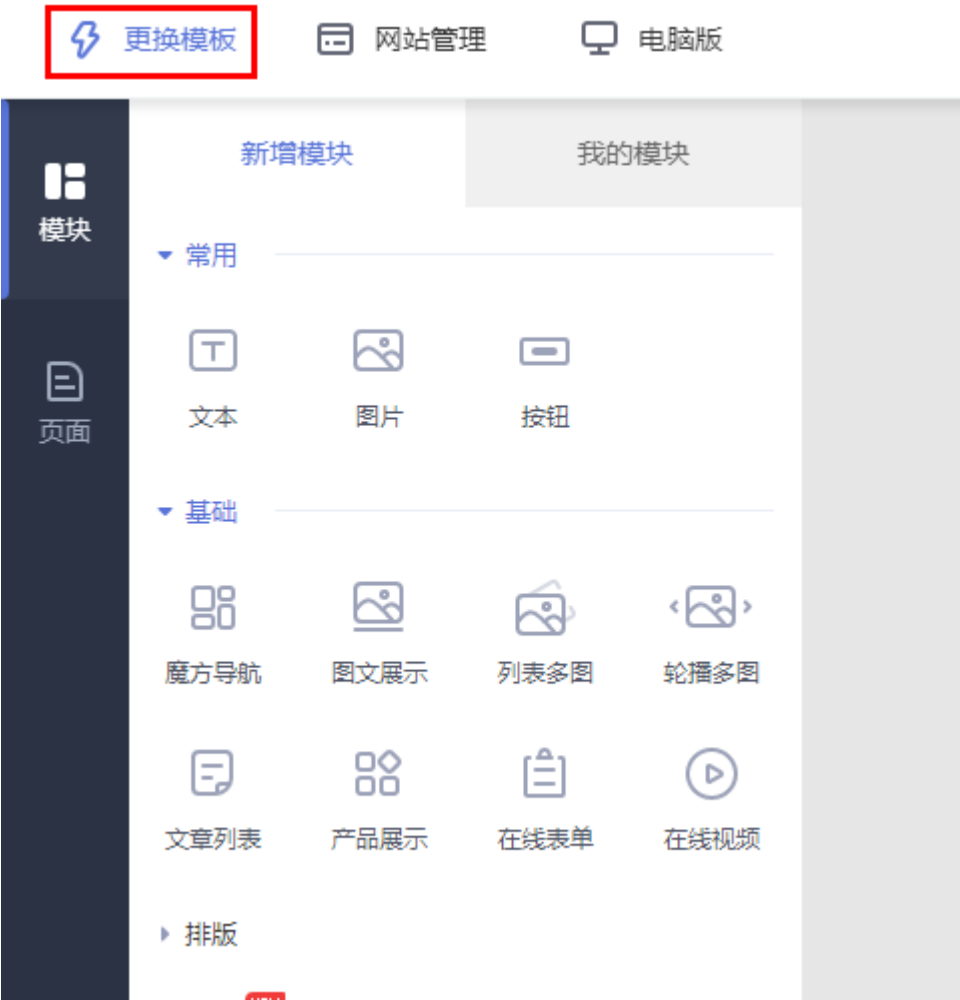 更换模板 网站管理 电脑版
新增模块 我的模块
模块
页面
常用
文本 图片 按钮
基础
魔方导航 图文展示 列表多图 轮播多图
文章列表 产品展示 在线表单 在线视频
排版